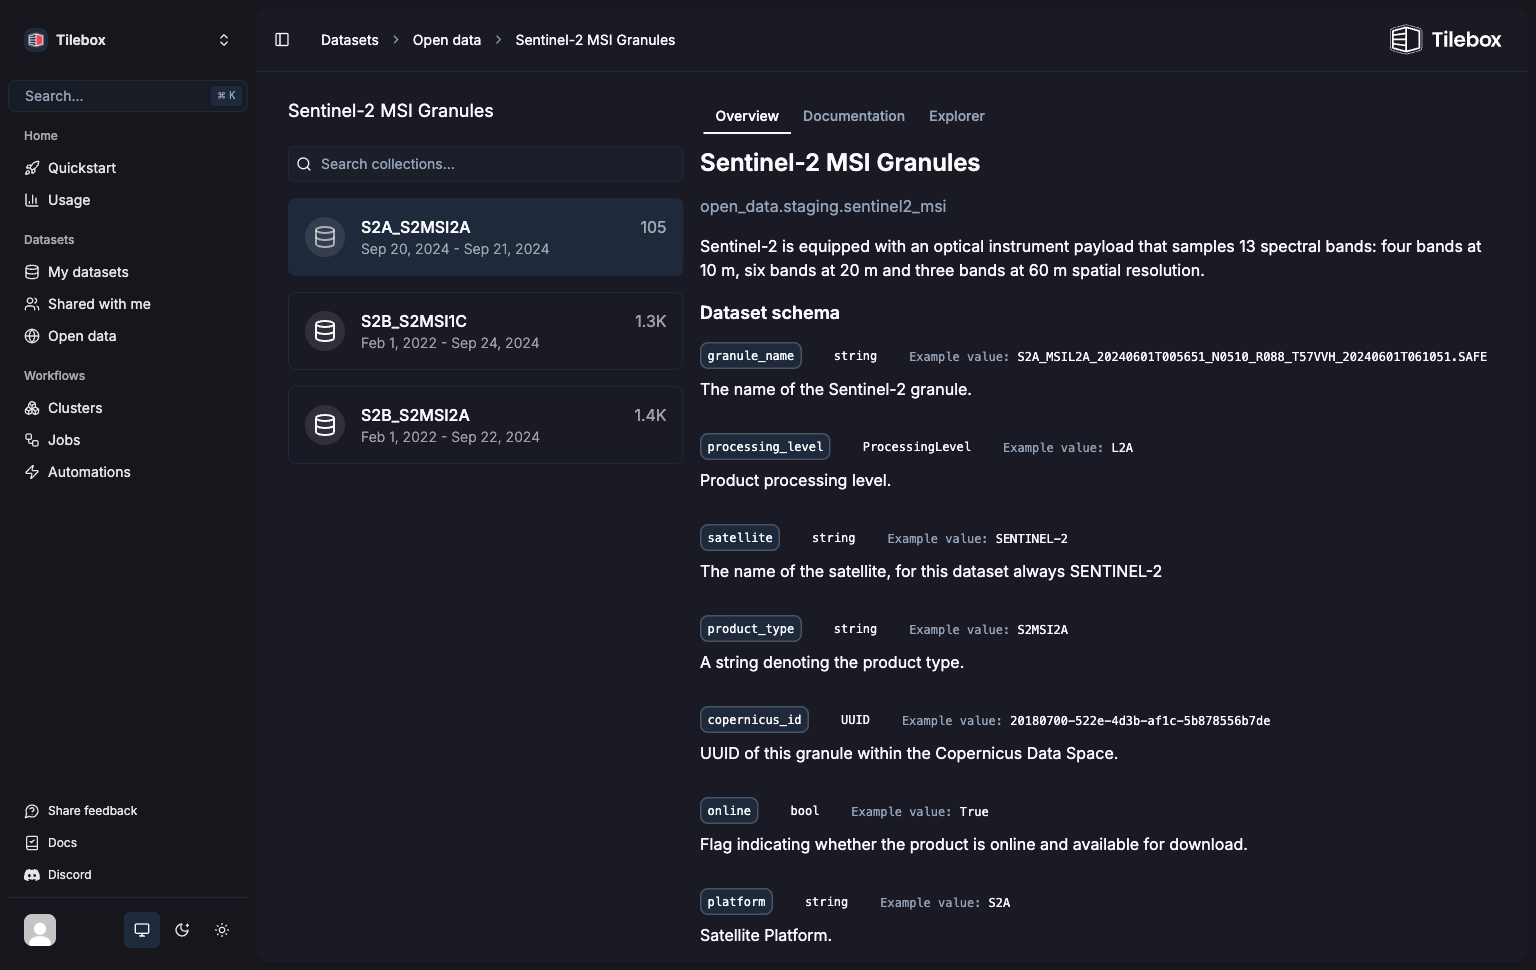 Tilebox
Search...
⌘ K
Home
Quickstart
Usage
Datasets
My datasets
Shared with me
Open data
Workflows
Clusters
Jobs
Automations
Share feedback
Docs
Discord
Datasets > Open data > Sentinel-2 MSI Granules
Tilebox
Sentinel-2 MSI Granules
Search collections...
S2A_S2MSI2A 105
Sep 20, 2024 - Sep 21, 2024
S2B_S2MSI1C 1.3K
Feb 1, 2022 - Sep 24, 2024
S2B_S2MSI2A 1.4K
Feb 1, 2022 - Sep 22, 2024
Overview Documentation Explorer
Sentinel-2 MSI Granules
open_data.staging.sentinel2_msi
Sentinel-2 is equipped with an optical instrument payload that samples 13 spectral bands: four bands at
10 m, six bands at 20 m and three bands at 60 m spatial resolution.
Dataset schema
granule_name string Example value: S2A_MSIL2A_20240601T005651_N0510_R088_T57VVH_20240601T061051.SAFE
The name of the Sentinel-2 granule.
processing_level ProcessingLevel Example value: L2A
Product processing level.
satellite string Example value: SENTINEL-2
The name of the satellite, for this dataset always SENTINEL-2
product_type string Example value: S2MSI2A
A string denoting the product type.
copernicus_id UUID Example value: 20180700-522e-4d3b-af1c-5b878556b7de
UUID of this granule within the Copernicus Data Space.
online bool Example value: True
Flag indicating whether the product is online and available for download.
platform string Example value: S2A
Satellite Platform.